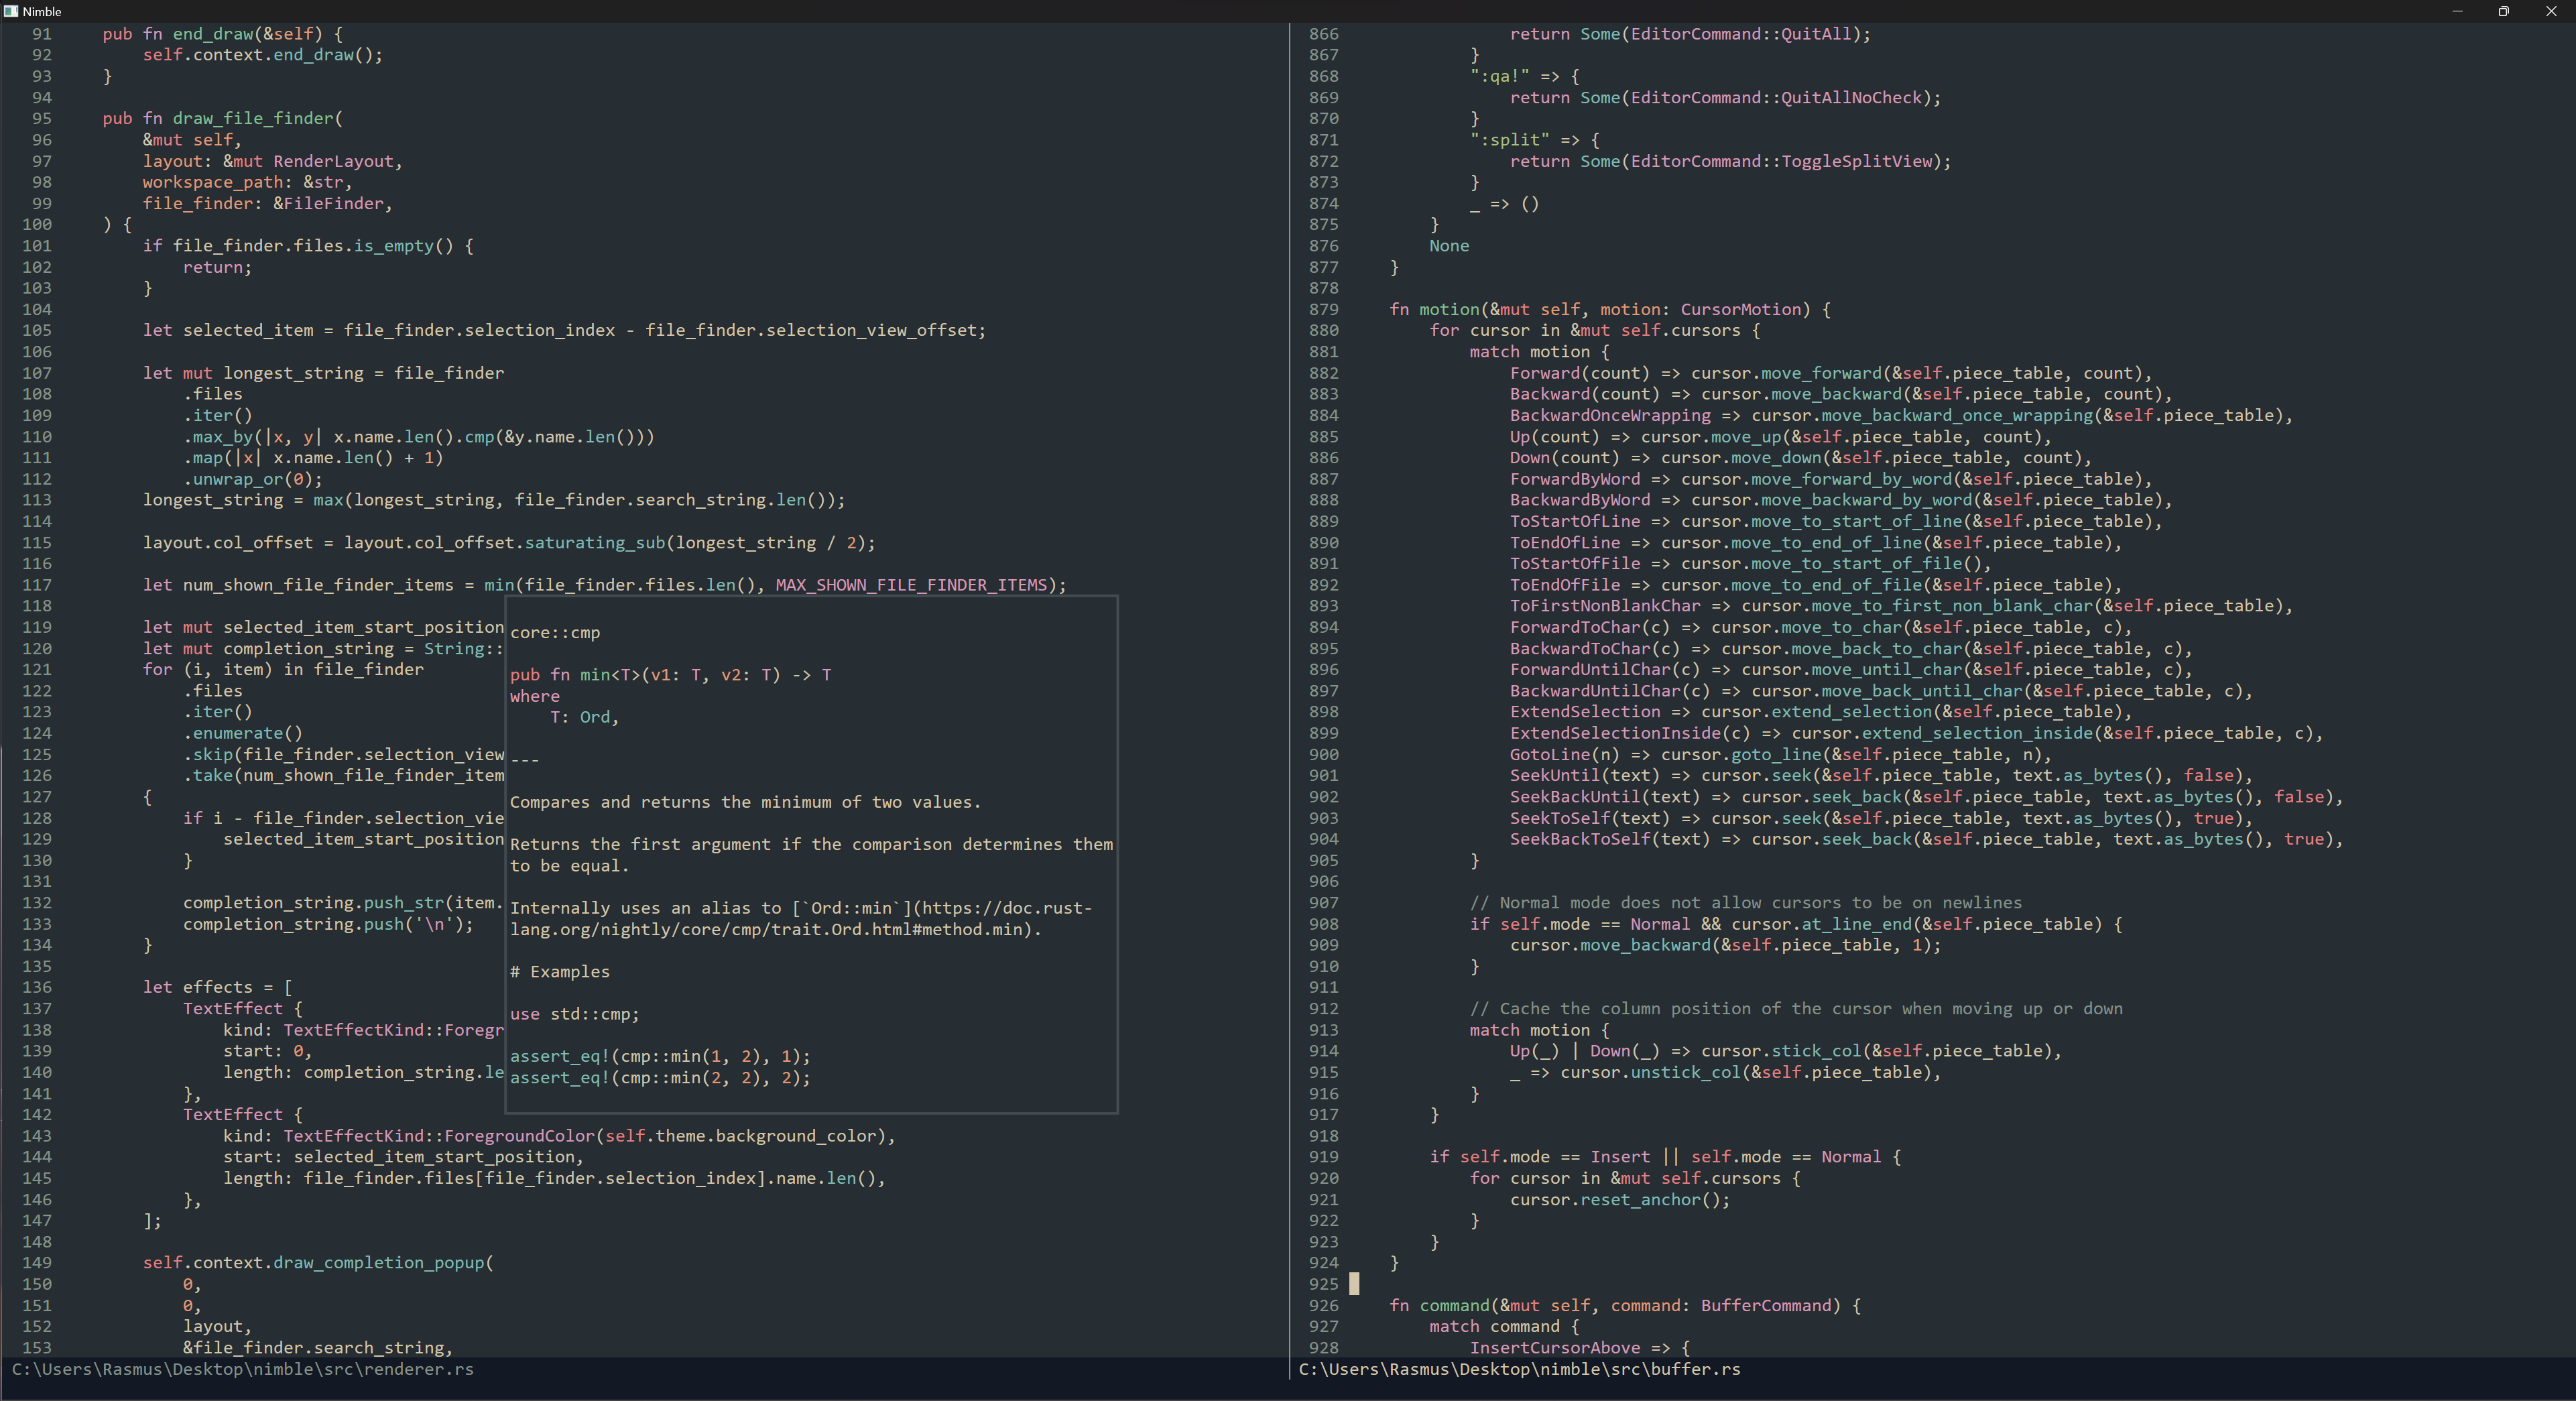 Nimble
91     pub fn end_draw(&self) {
92         self.context.end_draw();
93     }
94
95     pub fn draw_file_finder(
96         &mut self,
97         layout: &mut RenderLayout,
98         workspace_path: &str,
99         file_finder: &FileFinder,
100     ) {
101         if file_finder.files.is_empty() {
102             return;
103         }
104
105         let selected_item = file_finder.selection_index - file_finder.selection_view_offset;
106
107         let mut longest_string = file_finder
108             .files
109             .iter()
110             .max_by(|x, y| x.name.len().cmp(&y.name.len()))
111             .map(|x| x.name.len() + 1)
112             .unwrap_or(0);
113         longest_string = max(longest_string, file_finder.search_string.len());
114
115         layout.col_offset = layout.col_offset.saturating_sub(longest_string / 2);
116
117         let num_shown_file_finder_items = min(file_finder.files.len(), MAX_SHOWN_FILE_FINDER_ITEMS);
118
119         let mut selected_item_start_position
120         let mut completion_string = String::
121         for (i, item) in file_finder
122             .files
123             .iter()
124             .enumerate()
125             .skip(file_finder.selection_view
126             .take(num_shown_file_finder_item
127         {
128             if i - file_finder.selection_vie
129                 selected_item_start_position
130             }
131
132             completion_string.push_str(item.
133             completion_string.push('\n');
134         }
135
136         let effects = [
137             TextEffect {
138                 kind: TextEffectKind::Foregr
139                 start: 0,
140                 length: completion_string.le
141             },
142             TextEffect {
143                 kind: TextEffectKind::ForegroundColor(self.theme.background_color),
144                 start: selected_item_start_position,
145                 length: file_finder.files[file_finder.selection_index].name.len(),
146             },
147         ];
148
149         self.context.draw_completion_popup(
150             0,
151             0,
152             layout,
153             &file_finder.search_string,
C:\Users\Rasmus\Desktop\nimble\src\renderer.rs
core::cmp
pub fn min<T>(v1: T, v2: T) -> T
where
    T: Ord,
---
Compares and returns the minimum of two values.
Returns the first argument if the comparison determines them
to be equal.
Internally uses an alias to [`Ord::min`](https://doc.rust-
lang.org/nightly/core/cmp/trait.Ord.html#method.min).
# Examples
use std::cmp;
assert_eq!(cmp::min(1, 2), 1);
assert_eq!(cmp::min(2, 2), 2);
866                 return Some(EditorCommand::QuitAll);
867             }
868             ":qa!" => {
869                 return Some(EditorCommand::QuitAllNoCheck);
870             }
871             ":split" => {
872                 return Some(EditorCommand::ToggleSplitView);
873             }
874             _ => ()
875         }
876         None
877     }
878
879     fn motion(&mut self, motion: CursorMotion) {
880         for cursor in &mut self.cursors {
881             match motion {
882                 Forward(count) => cursor.move_forward(&self.piece_table, count),
883                 Backward(count) => cursor.move_backward(&self.piece_table, count),
884                 BackwardOnceWrapping => cursor.move_backward_once_wrapping(&self.piece_table),
885                 Up(count) => cursor.move_up(&self.piece_table, count),
886                 Down(count) => cursor.move_down(&self.piece_table, count),
887                 ForwardByWord => cursor.move_forward_by_word(&self.piece_table),
888                 BackwardByWord => cursor.move_backward_by_word(&self.piece_table),
889                 ToStartOfLine => cursor.move_to_start_of_line(&self.piece_table),
890                 ToEndOfLine => cursor.move_to_end_of_line(&self.piece_table),
891                 ToStartOfFile => cursor.move_to_start_of_file(),
892                 ToEndOfFile => cursor.move_to_end_of_file(&self.piece_table),
893                 ToFirstNonBlankChar => cursor.move_to_first_non_blank_char(&self.piece_table),
894                 ForwardToChar(c) => cursor.move_to_char(&self.piece_table, c),
895                 BackwardToChar(c) => cursor.move_back_to_char(&self.piece_table, c),
896                 ForwardUntilChar(c) => cursor.move_until_char(&self.piece_table, c),
897                 BackwardUntilChar(c) => cursor.move_back_until_char(&self.piece_table, c),
898                 ExtendSelection => cursor.extend_selection(&self.piece_table),
899                 ExtendSelectionInside(c) => cursor.extend_selection_inside(&self.piece_table, c),
900                 GotoLine(n) => cursor.goto_line(&self.piece_table, n),
901                 SeekUntil(text) => cursor.seek(&self.piece_table, text.as_bytes(), false),
902                 SeekBackUntil(text) => cursor.seek_back(&self.piece_table, text.as_bytes(), false),
903                 SeekToSelf(text) => cursor.seek(&self.piece_table, text.as_bytes(), true),
904                 SeekBackToSelf(text) => cursor.seek_back(&self.piece_table, text.as_bytes(), true),
905             }
906
907             // Normal mode does not allow cursors to be on newlines
908             if self.mode == Normal && cursor.at_line_end(&self.piece_table) {
909                 cursor.move_backward(&self.piece_table, 1);
910             }
911
912             // Cache the column position of the cursor when moving up or down
913             match motion {
914                 Up(_) | Down(_) => cursor.stick_col(&self.piece_table),
915                 _ => cursor.unstick_col(&self.piece_table),
916             }
917         }
918
919         if self.mode == Insert || self.mode == Normal {
920             for cursor in &mut self.cursors {
921                 cursor.reset_anchor();
922             }
923         }
924     }
925
926     fn command(&mut self, command: BufferCommand) {
927         match command {
928             InsertCursorAbove => {
C:\Users\Rasmus\Desktop\nimble\src\buffer.rs